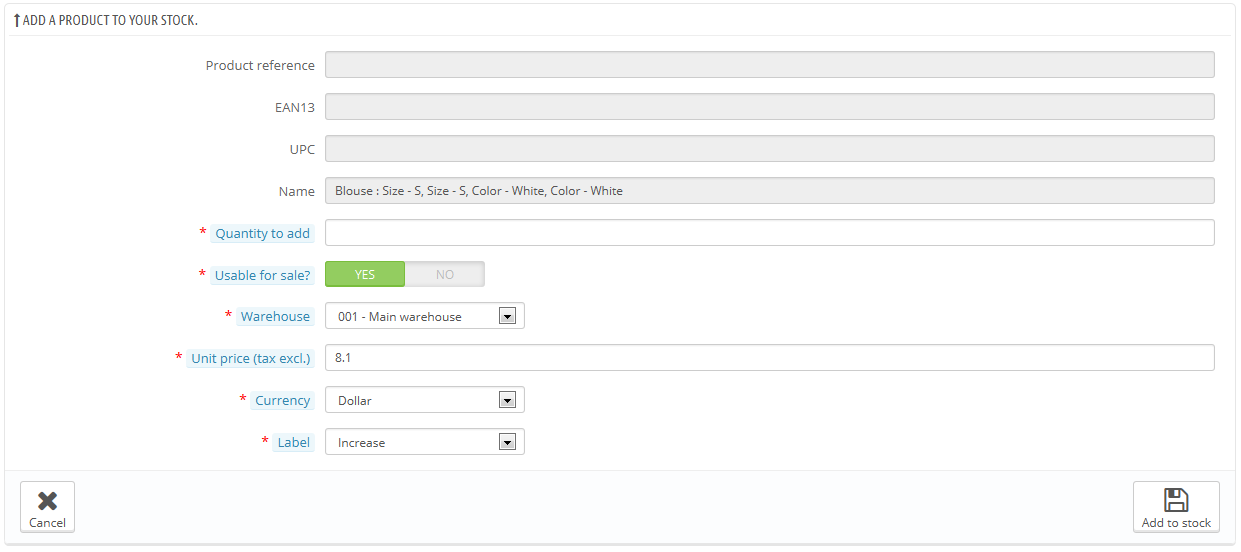 ADD A PRODUCT TO YOUR STOCK.
Product reference
EAN13
UPC
Name Blouse : Size - S, Size - S, Color - White, Color - White
* Quantity to add
* Usable for sale? YES NO
* Warehouse 001 - Main warehouse
* Unit price (tax excl.) 8.1
* Currency Dollar
* Label Increase
Cancel Add to stock